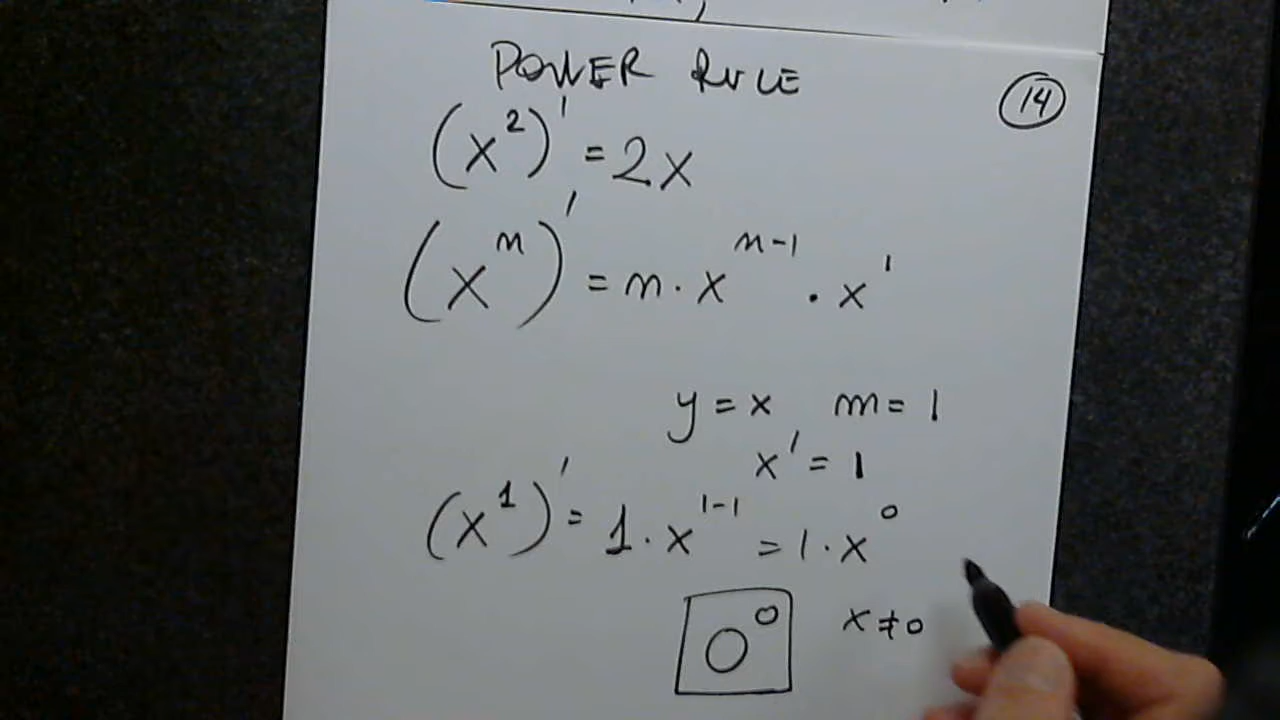 POWER RULE
14
(x²)' = 2x
(xⁿ)' = n · xⁿ⁻¹ · x'
y = x n = 1
x' = 1
(x¹)' = 1 · x¹⁻¹ = 1 · x⁰
0⁰ x ≠ 0